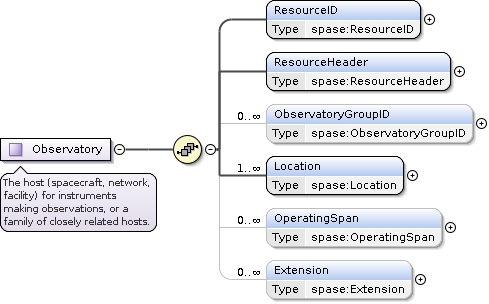 ResourceID
Type spase:ResourceID
ResourceHeader
Type spase:ResourceHeader
0..∞
ObservatoryGroupID
Type spase:ObservatoryGroupID
Observatory
The host (spacecraft, network,
facility) for instruments
making observations, or a
family of closely related hosts.
1..∞
Location
Type spase:Location
0..∞
OperatingSpan
Type spase:OperatingSpan
0..∞
Extension
Type spase:Extension